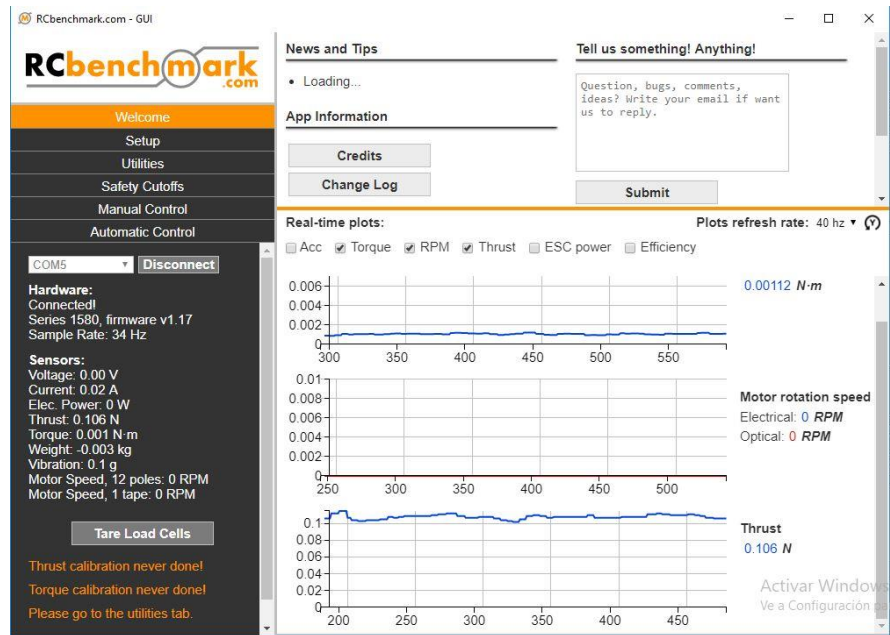 RCbenchmark.com - GUI
RCbenchmark
.com
Welcome
Setup
Utilities
Safety Cutoffs
Manual Control
Automatic Control
COM5
Disconnect
Hardware:
Connected!
Series 1580, firmware v1.17
Sample Rate: 34 Hz
Sensors:
Voltage: 0.00 V
Current: 0.02 A
Elec. Power: 0 W
Thrust: 0.106 N
Torque: 0.001 N·m
Weight: -0.003 kg
Vibration: 0.1 g
Motor Speed, 12 poles: 0 RPM
Motor Speed, 1 tape: 0 RPM
Tare Load Cells
Thrust calibration never done!
Torque calibration never done!
Please go to the utilities tab.
News and Tips
• Loading...
App Information
Credits
Change Log
Tell us something! Anything!
Question, bugs, comments,
ideas? Write your email if want
us to reply.
Submit
Real-time plots:
Plots refresh rate: 40 hz
Acc Torque RPM Thrust ESC power Efficiency
0.006
0.004
0.002
0
300 350 400 450 500 550
0.00112 N·m
0.01
0.008
0.006
0.004
0.002
0
250 300 350 400 450 500
Motor rotation speed
Electrical: 0 RPM
Optical: 0 RPM
0.1
0.08
0.06
0.04
0.02
0
200 250 300 350 400 450
Thrust
0.106 N
Activar Windows
Ve a Configuración